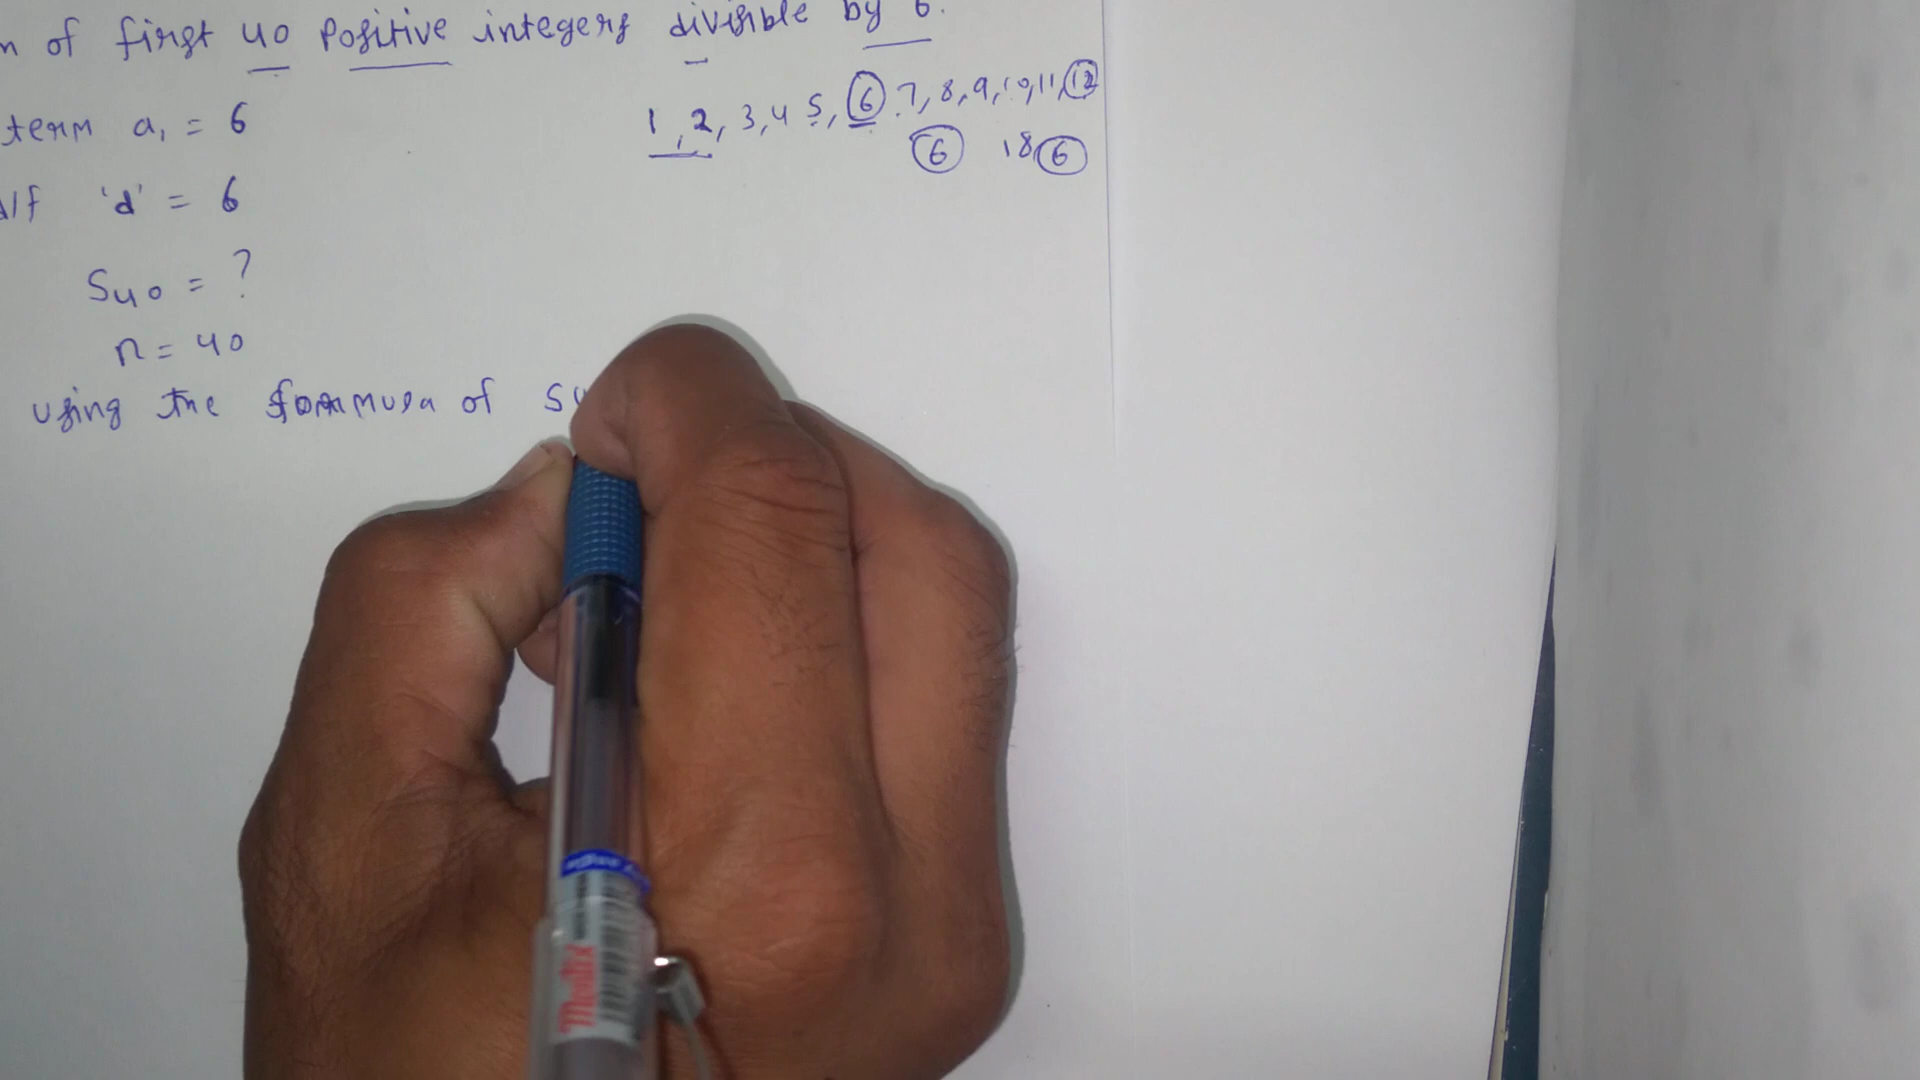 of first 40 Positive integers divisible by 6.
term a₁ = 6
1, 2, 3, 4 5, 6 7, 8, 9, 10, 11, 12
6 18 6
'd' = 6
S₄₀ = ?
n = 40
using the formula of